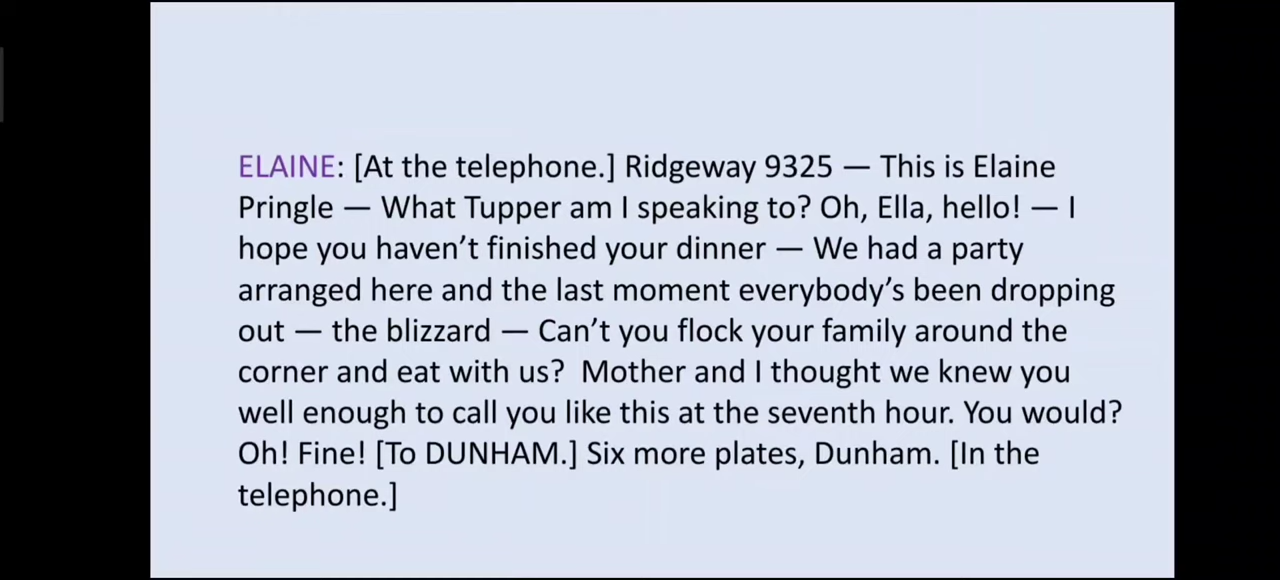 ELAINE: [At the telephone.] Ridgeway 9325 — This is Elaine
Pringle — What Tupper am I speaking to? Oh, Ella, hello! — I
hope you haven’t finished your dinner — We had a party
arranged here and the last moment everybody’s been dropping
out — the blizzard — Can’t you flock your family around the
corner and eat with us?  Mother and I thought we knew you
well enough to call you like this at the seventh hour. You would?
Oh! Fine! [To DUNHAM.] Six more plates, Dunham. [In the
telephone.]